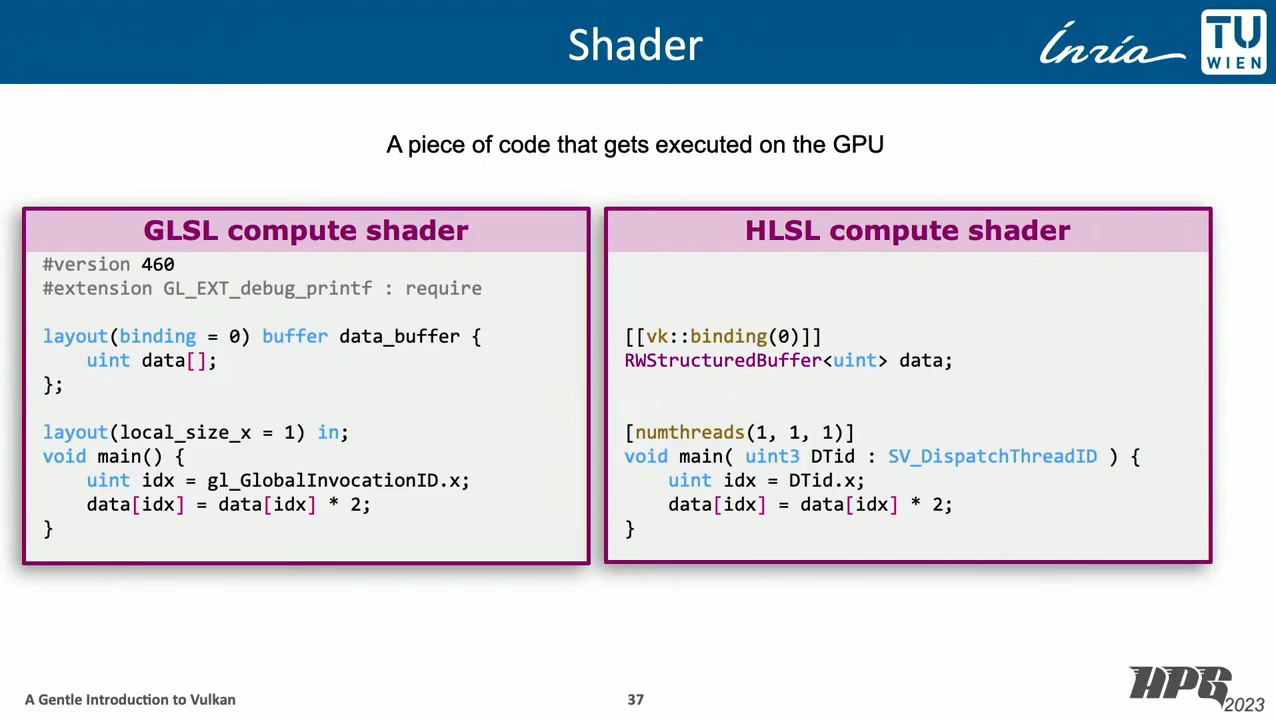 Shader
Inria
TU
WIEN
A piece of code that gets executed on the GPU
GLSL compute shader
#version 460
#extension GL_EXT_debug_printf : require
layout(binding = 0) buffer data_buffer {
uint data[];
};
layout(local_size_x = 1) in;
void main() {
uint idx = gl_GlobalInvocationID.x;
data[idx] = data[idx] * 2;
}
HLSL compute shader
[[vk::binding(0)]]
RWStructuredBuffer<uint> data;
[numthreads(1, 1, 1)]
void main( uint3 DTid : SV_DispatchThreadID ) {
uint idx = DTid.x;
data[idx] = data[idx] * 2;
}
A Gentle Introduction to Vulkan
37
HPG
2023